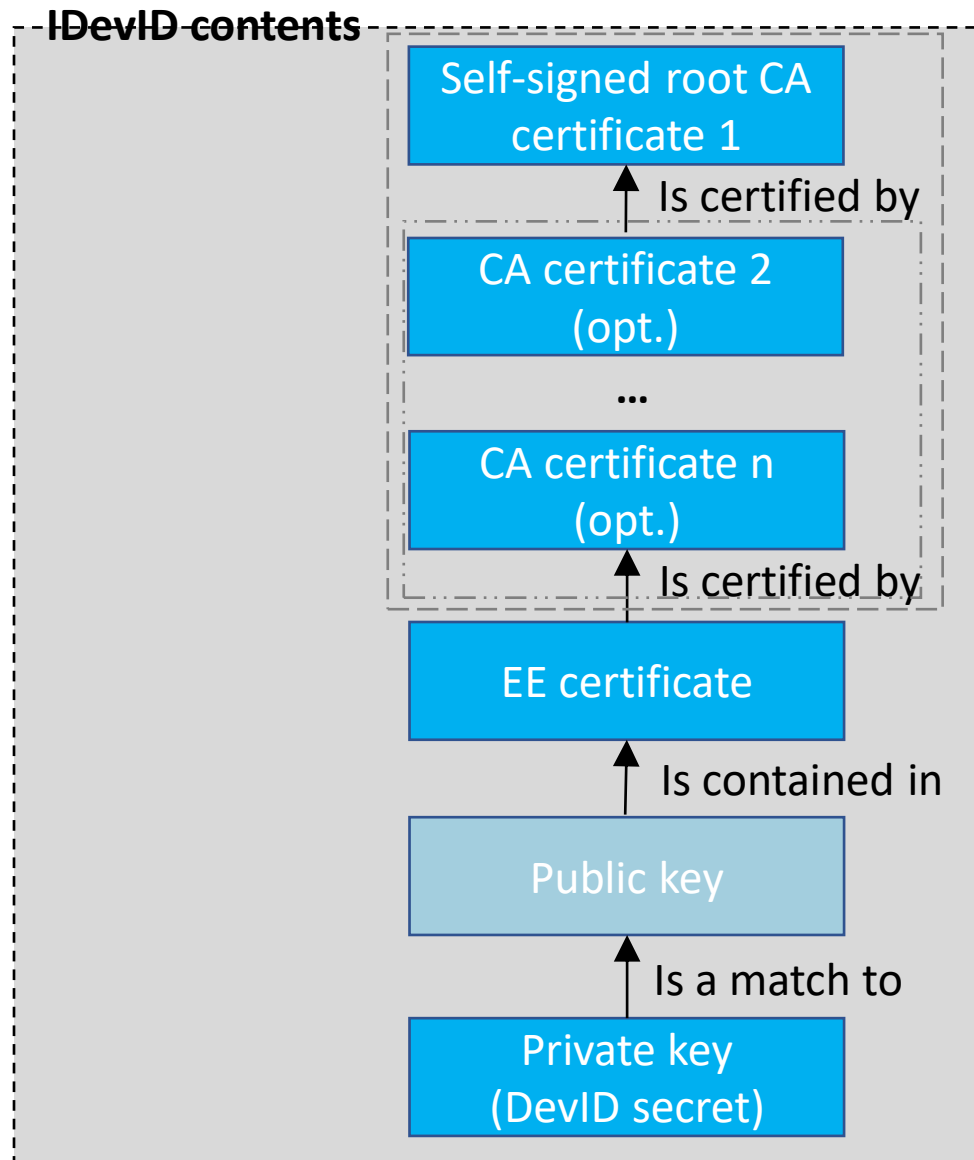 IDevID contents
Self-signed root CA
certificate 1
Is certified by
CA certificate 2
(opt.)
...
CA certificate n
(opt.)
Is certified by
EE certificate
Is contained in
Public key
Is a match to
Private key
(DevID secret)